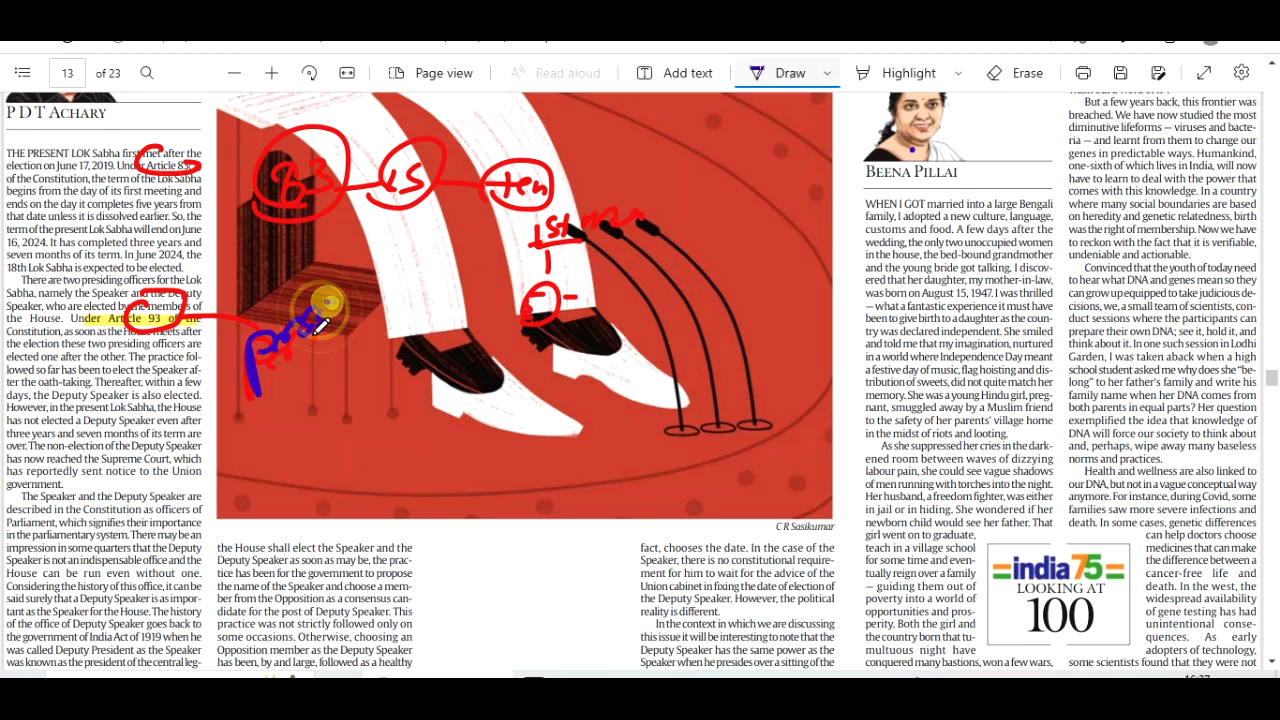 13
of 23
Page view
Read aloud
Add text
Draw
Highlight
Erase
P D T ACHARY
THE PRESENT LOK Sabha first met after the
election on June 17, 2019. Under Article 83
of the Constitution, the term of the Lok Sabha
begins from the day of its first meeting and
ends on the day it completes five years from
that date unless it is dissolved earlier. So, the
term of the present Lok Sabha will end on June
16, 2024. It has completed three years and
seven months of its term. In June 2024, the
18th Lok Sabha is expected to be elected.
There are two presiding officers for the Lok
Sabha, namely the Speaker and the Deputy
Speaker, who are elected by the members of
the House. Under Article 93 of the
Constitution, as soon as the House meets after
the election these two presiding officers are
elected one after the other. The practice fol-
lowed so far has been to elect the Speaker af-
ter the oath-taking. Thereafter, within a few
days, the Deputy Speaker is also elected.
However, in the present Lok Sabha, the House
has not elected a Deputy Speaker even after
three years and seven months of its term are
over. The non-election of the Deputy Speaker
has now reached the Supreme Court, which
has reportedly sent notice to the Union
government.
The Speaker and the Deputy Speaker are
described in the Constitution as officers of
Parliament, which signifies their importance
in the parliamentary system. There may be an
impression in some quarters that the Deputy
Speaker is not an indispensable office and the
House can be run even without one.
Considering the history of this office, it can be
said surely that a Deputy Speaker is as impor-
tant as the Speaker for the House. The history
of the office of Deputy Speaker goes back to
the government of India Act of 1919 when he
was called Deputy President as the Speaker
was known as the president of the central leg-
83
LS
ten
1st
5-
C R Sasikumar
the House shall elect the Speaker and the
Deputy Speaker as soon as may be, the prac-
tice has been for the government to propose
the name of the Speaker and choose a mem-
ber from the Opposition as a consensus can-
didate for the post of Deputy Speaker. This
practice was not strictly followed only on
some occasions. Otherwise, choosing an
Opposition member as the Deputy Speaker
has been, by and large, followed as a healthy
fact, chooses the date. In the case of the
Speaker, there is no constitutional require-
ment for him to wait for the advice of the
Union cabinet in fixing the date of election of
the Deputy Speaker. However, the political
reality is different.
In the context in which we are discussing
this issue it will be interesting to note that the
Deputy Speaker has the same power as the
Speaker when he presides over a sitting of the
BEENA PILLAI
WHEN I GOT married into a large Bengali
family, I adopted a new culture, language,
customs and food. A few days after the
wedding, the only two unoccupied women
in the house, the bed-bound grandmother
and the young bride got talking. I discov-
ered that her daughter, my mother-in-law,
was born on August 15, 1947. I was thrilled
— what a fantastic experience it must have
been to give birth to a daughter as the coun-
try was declared independent. She smiled
and told me that my imagination, nurtured
in a world where Independence Day meant
a festive day of music, flag hoisting and dis-
tribution of sweets, did not quite match her
memory. She was a young Hindu girl, preg-
nant, smuggled away by a Muslim friend
to the safety of her parents' village home
in the midst of riots and looting.
As she suppressed her cries in the dark-
ened room between waves of dizzying
labour pain, she could see vague shadows
of men running with torches into the night.
Her husband, a freedom fighter, was either
in jail or in hiding. She wondered if her
newborn child would see her father. That
girl went on to graduate,
teach in a village school
for some time and even-
tually reign over a family
— guiding them out of
poverty into a world of
opportunities and pros-
perity. Both the girl and
the country born that tu-
multuous night have
conquered many bastions, won a few wars,
india 75
LOOKING AT
100
But a few years back, this frontier was
breached. We have now studied the most
diminutive lifeforms — viruses and bacte-
ria — and learnt from them to change our
genes in predictable ways. Humankind,
one-sixth of which lives in India, will now
have to learn to deal with the power that
comes with this knowledge. In a country
where many social boundaries are based
on heredity and genetic relatedness, birth
was the right of membership. Now we have
to reckon with the fact that it is verifiable,
undeniable and actionable.
Convinced that the youth of today need
to hear what DNA and genes mean so they
can grow up equipped to take judicious de-
cisions, we, a small team of scientists, con-
duct sessions where the participants can
prepare their own DNA; see it, hold it, and
think about it. In one such session in Lodhi
Garden, I was taken aback when a high
school student asked me why does she "be-
long" to her father's family and write his
family name when her DNA comes from
both parents in equal parts? Her question
exemplified the idea that knowledge of
DNA will force our society to think about
and, perhaps, wipe away many baseless
norms and practices.
Health and wellness are also linked to
our DNA, but not in a vague conceptual way
anymore. For instance, during Covid, some
families saw more severe infections and
death. In some cases, genetic differences
can help doctors choose
medicines that can make
the difference between a
cancer-free life and
death. In the west, the
widespread availability
of gene testing has had
unintentional conse-
quences. As early
adopters of technology,
some scientists found that they were not